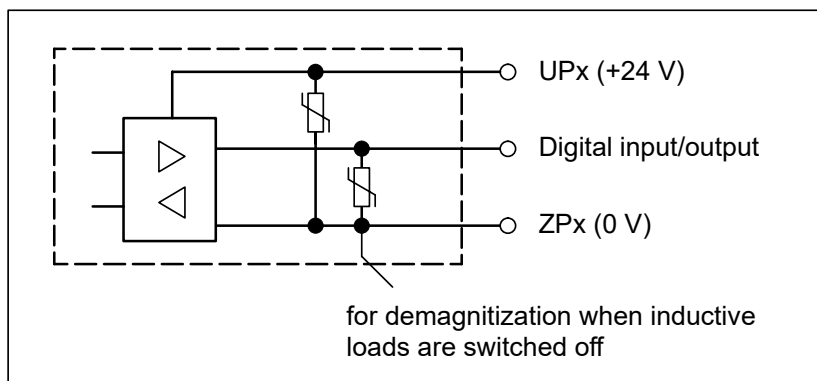 UPx (+24 V)
Digital input/output
ZPx (0 V)
for demagnitization when inductive
loads are switched off